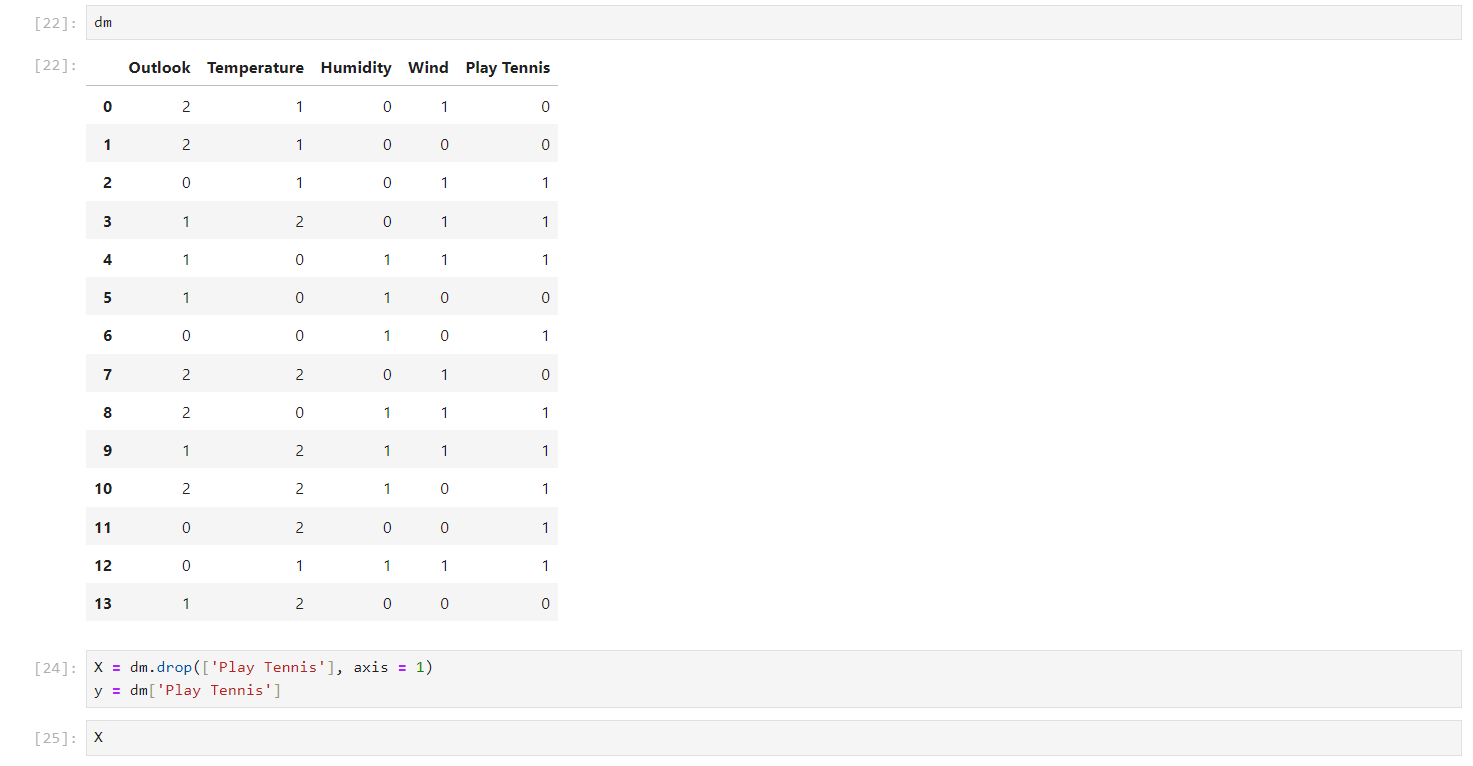 [22]: dm
[22]:
Outlook Temperature Humidity Wind Play Tennis
0 2 1 0 1 0
1 2 1 0 0 0
2 0 1 0 1 1
3 1 2 0 1 1
4 1 0 1 1 1
5 1 0 1 0 0
6 0 0 1 0 1
7 2 2 0 1 0
8 2 0 1 1 1
9 1 2 1 1 1
10 2 2 1 0 1
11 0 2 0 0 1
12 0 1 1 1 1
13 1 2 0 0 0
[24]: X = dm.drop(['Play Tennis'], axis = 1)
y = dm['Play Tennis']
[25]: X